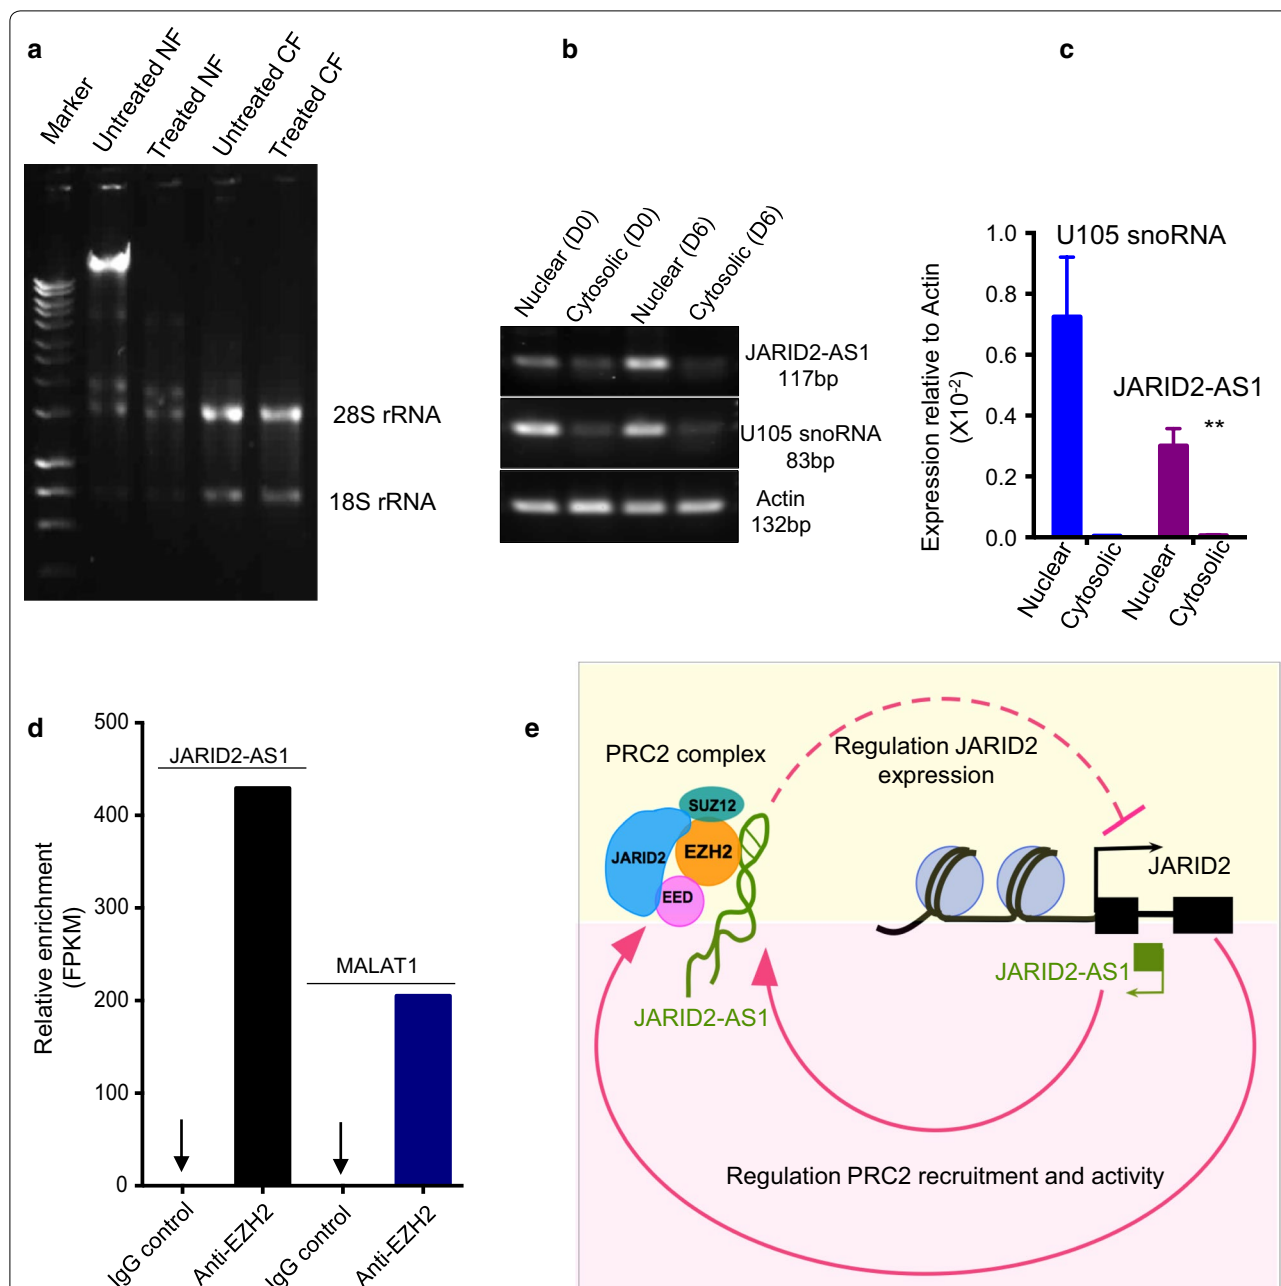 a
Marker
Untreated NF
Treated NF
Untreated CF
Treated CF
28S rRNA
18S rRNA
b
Nuclear (D0)
Cytosolic (D0)
Nuclear (D6)
Cytosolic (D6)
JARID2-AS1
117bp
U105 snoRNA
83bp
Actin
132bp
c
Expression relative to Actin
(X10-2)
1.0
0.8
0.6
0.4
0.2
0.0
U105 snoRNA
JARID2-AS1
**
Nuclear
Cytosolic
Nuclear
Cytosolic
d
Relative enrichment
(FPKM)
500
400
300
200
100
0
JARID2-AS1
MALAT1
IgG control
Anti-EZH2
IgG control
Anti-EZH2
e
PRC2 complex
Regulation JARID2
expression
SUZ12
JARID2
EZH2
EED
JARID2
JARID2-AS1
JARID2-AS1
Regulation PRC2 recruitment and activity